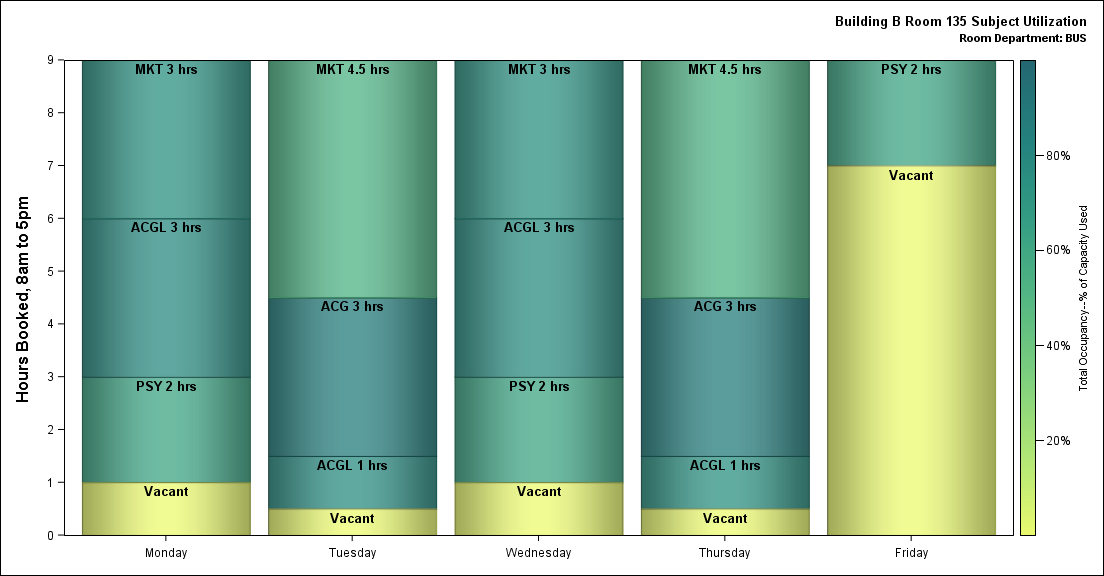 Building B Room 135 Subject Utilization
Room Department: BUS
Hours Booked, 8am to 5pm
9
8
7
6
5
4
3
2
1
0
MKT 3 hrs
ACGL 3 hrs
PSY 2 hrs
Vacant
MKT 4.5 hrs
ACG 3 hrs
ACGL 1 hrs
Vacant
MKT 3 hrs
ACGL 3 hrs
PSY 2 hrs
Vacant
MKT 4.5 hrs
ACG 3 hrs
ACGL 1 hrs
Vacant
PSY 2 hrs
Vacant
Monday
Tuesday
Wednesday
Thursday
Friday
80%
60%
40%
20%
Total Occupancy--% of Capacity Used